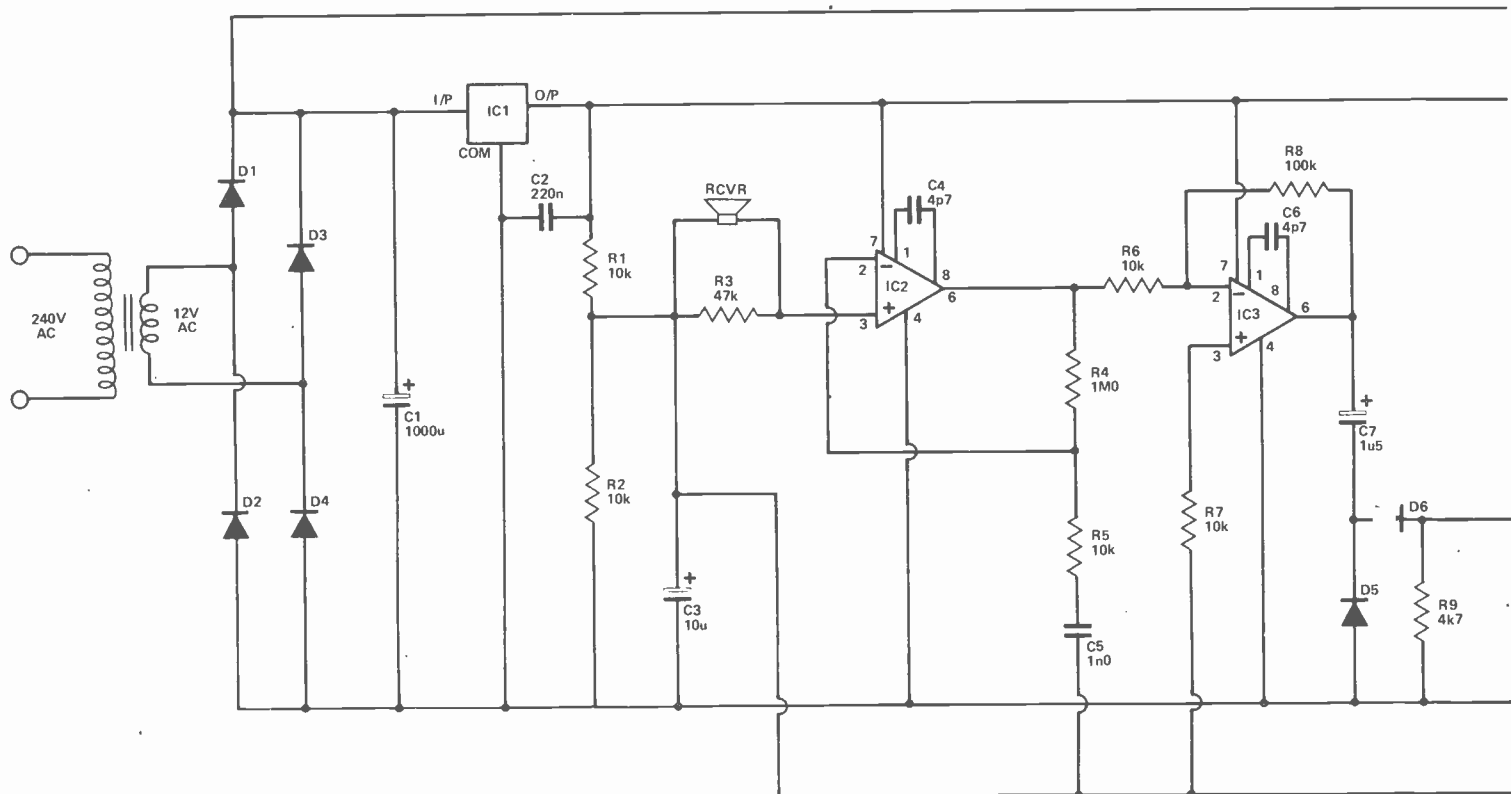 I/P
IC1
O/P
COM
D1
C2
220n
RCVR
C4
4p7
R8
100k
C6
4p7
D3
R1
10k
R3
47k
7
1
2
−
8
IC2
6
3
+
4
R6
10k
7
1
8
2
−
IC3
6
3
+
4
240V
AC
12V
AC
+
C1
1000u
R4
1M0
+
C7
1u5
D2
D4
R2
10k
R7
10k
D6
R5
10k
+
C3
10u
D5
R9
4k7
C5
1n0